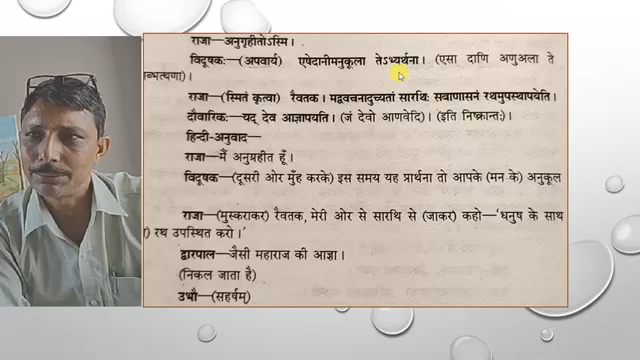 राजा — अनुगृहीतोऽस्मि।
विदूषकः— (अपवार्य) एषेदानीमनुकूला तेऽभ्यर्थना। (एसा दाणि अणुअला ते
ब्भत्थणा)।
राजा — (स्मितं कृत्वा) रैवतक। मद्वचनादुच्यतां सारथिः सबाणासनं रथमुपस्थापयेति।
दौवारिकः— यद् देव आज्ञापयति। (जं देवो आणवेदि)। (इति निष्क्रान्तः)।
हिन्दी-अनुवाद—
राजा— मैं अनुग्रहीत हूँ।
विदूषक—(दूसरी ओर मुँह करके) इस समय यह प्रार्थना तो आपके (मन के) अनुकूल
राजा—(मुस्कराकर) रैवतक, मेरी ओर से सारथि से (जाकर) कहो—'धनुष के साथ
) रथ उपस्थित करो।'
द्वारपाल— जैसी महाराज की आज्ञा।
(निकल जाता है)
उभौ—(सहर्षम्)